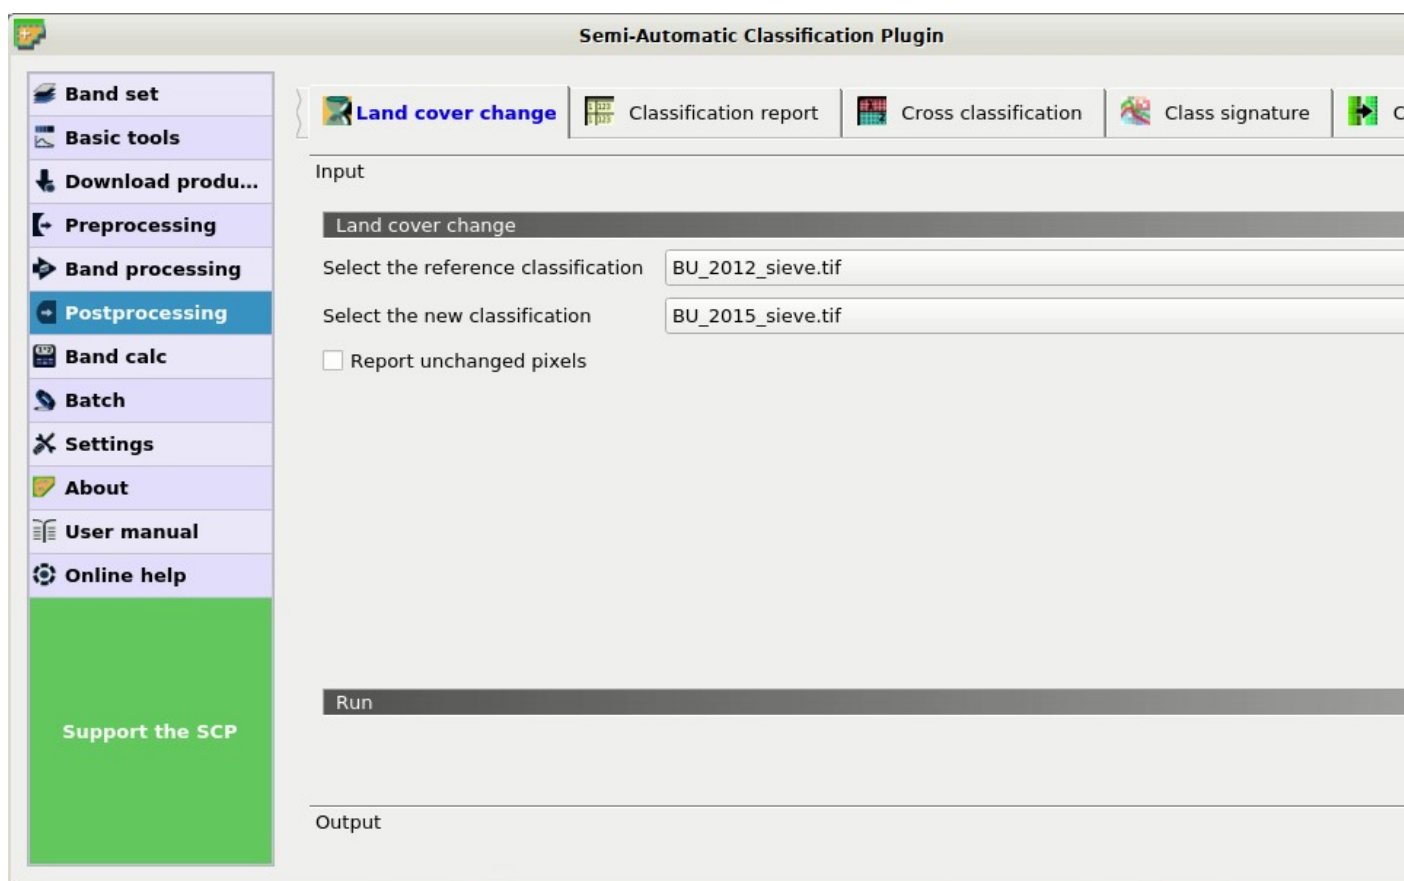 Semi-Automatic Classification Plugin
Band set
Basic tools
Download produ...
Preprocessing
Band processing
Postprocessing
Band calc
Batch
Settings
About
User manual
Online help
Support the SCP
Land cover change
Classification report
Cross classification
Class signature
C
Input
Land cover change
Select the reference classification
BU_2012_sieve.tif
Select the new classification
BU_2015_sieve.tif
Report unchanged pixels
Run
Output